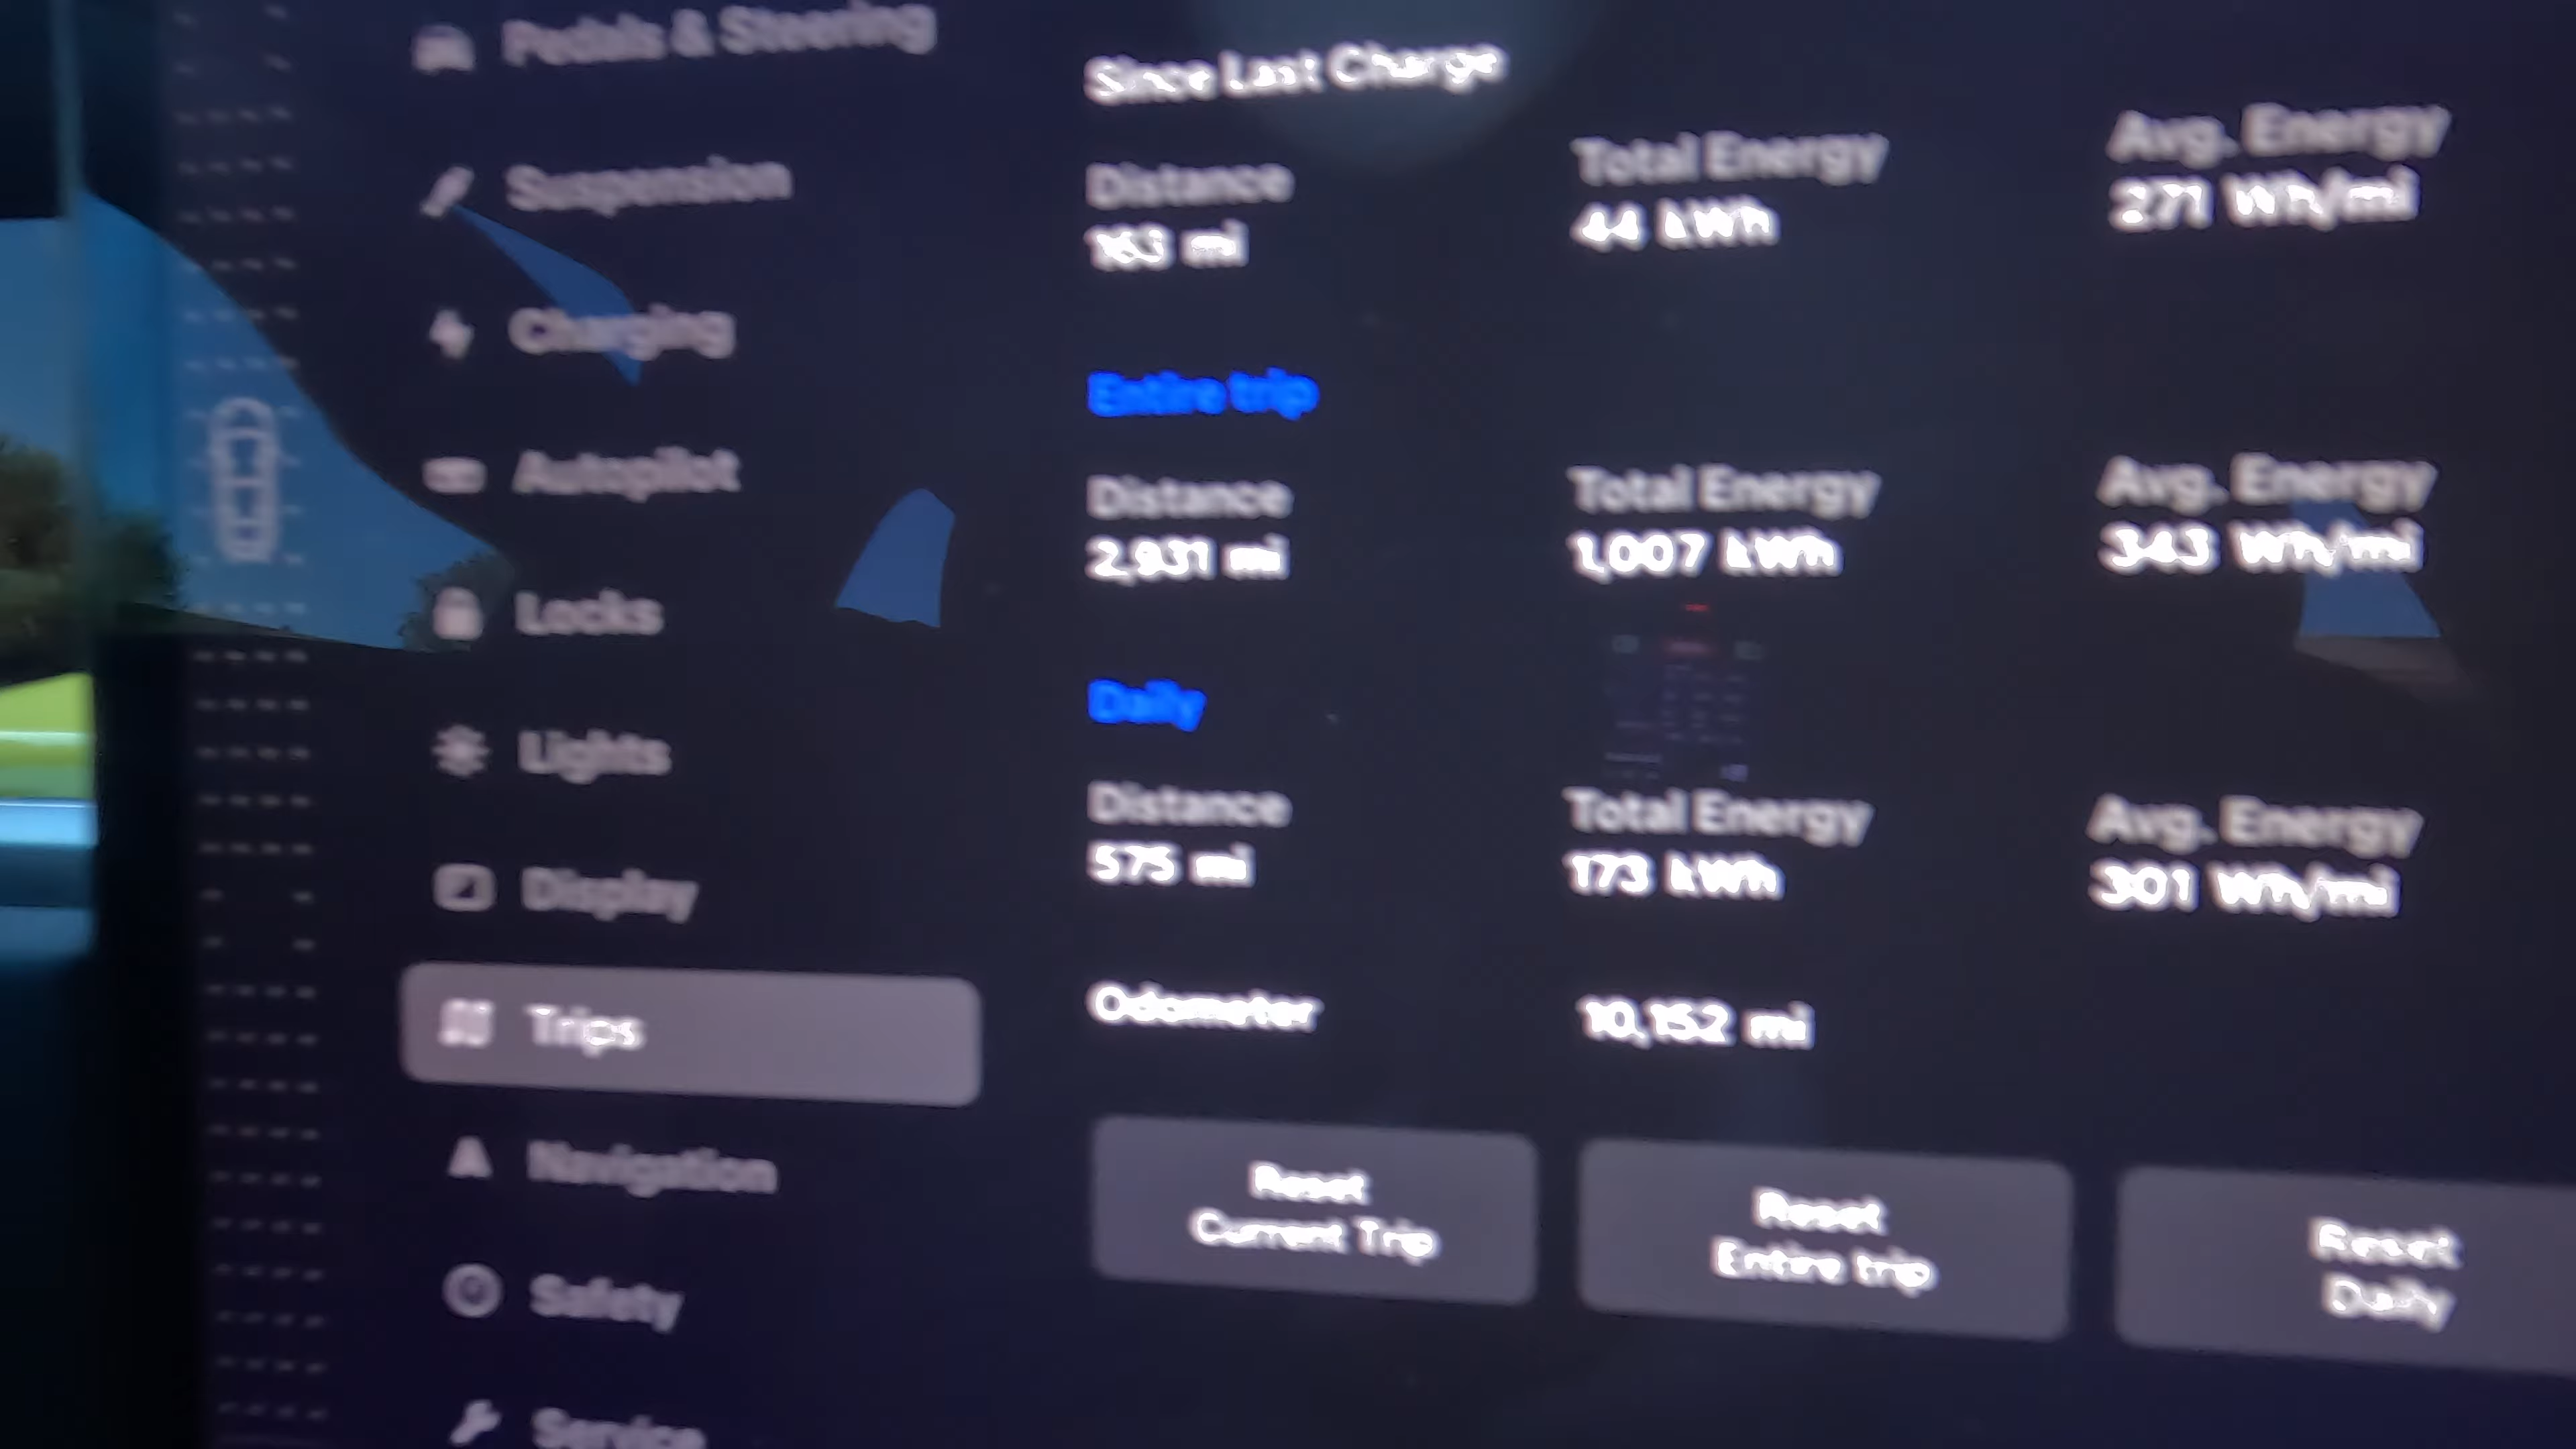 Pedals & Steering
Suspension
Charging
Autopilot
Locks
Lights
Display
Trips
Navigation
Safety
Service
Since Last Charge
Distance
163 mi
Total Energy
44 kWh
Avg. Energy
271 Wh/mi
Entire trip
Distance
2,931 mi
Total Energy
1,007 kWh
Avg. Energy
343 Wh/mi
Daily
Distance
575 mi
Total Energy
173 kWh
Avg. Energy
301 Wh/mi
Odometer
10,152 mi
Reset
Current Trip
Reset
Entire trip
Reset
Daily